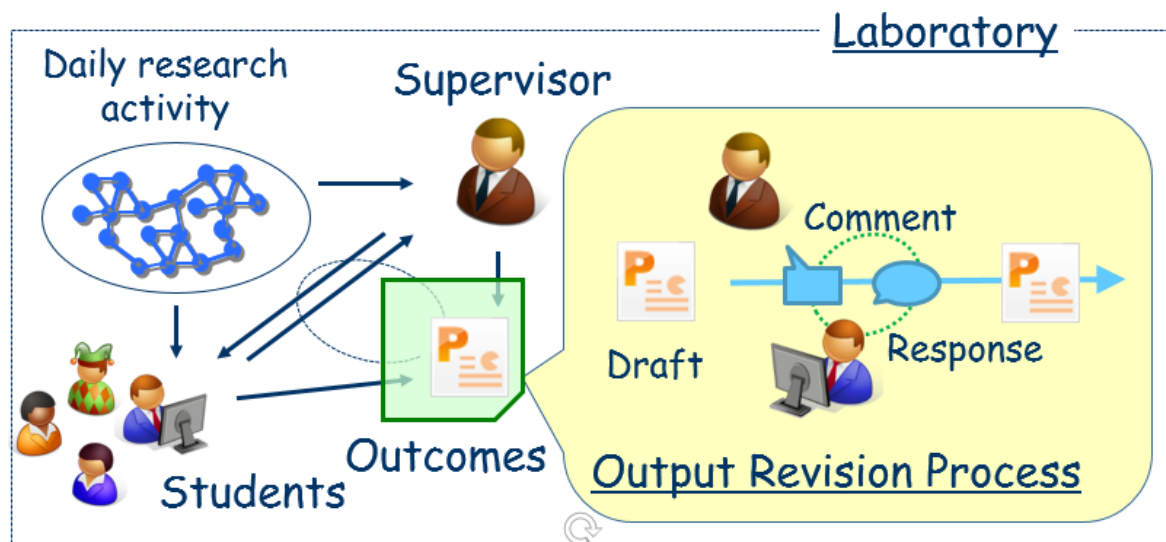 Laboratory
Daily research
activity
Supervisor
Comment
Draft
Response
Outcomes
Output Revision Process
Students